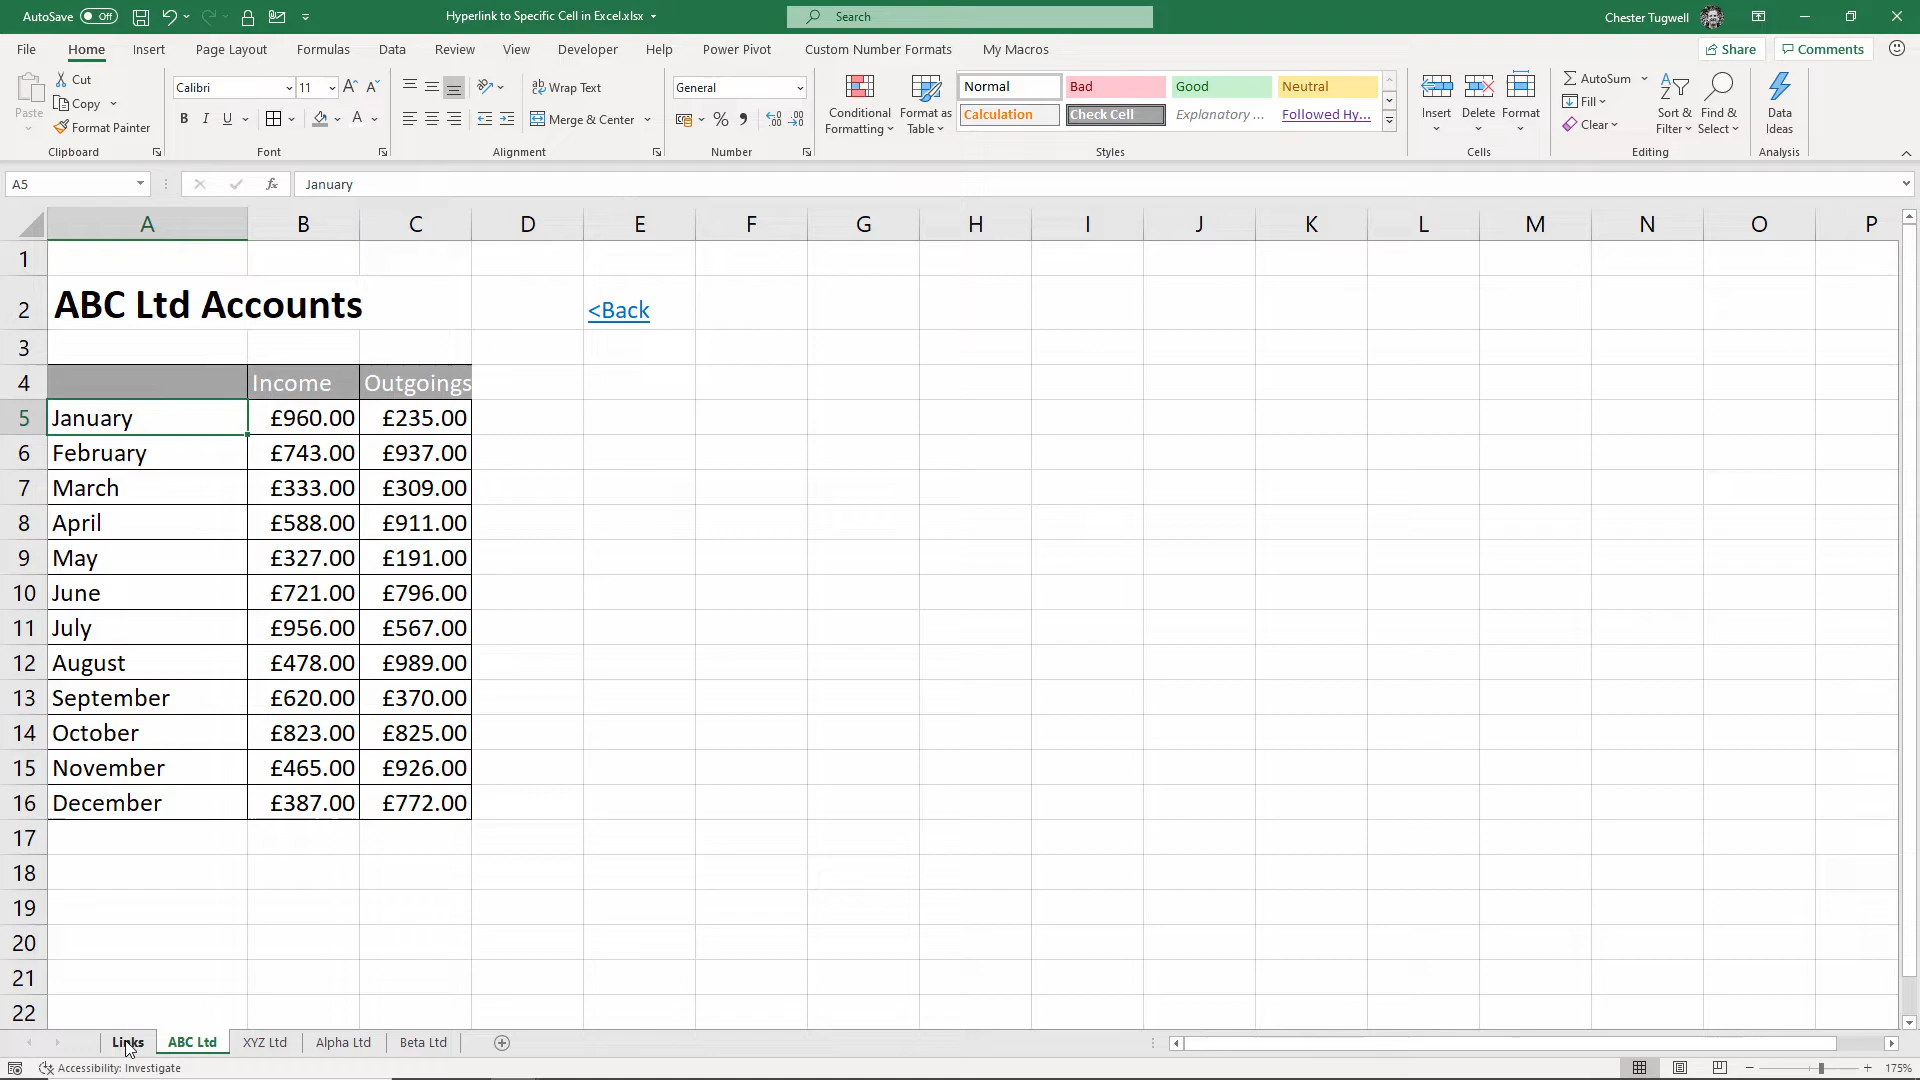 AutoSave Off Hyperlink to Specific Cell in Excel.xlsx Search Chester Tugwell
File Home Insert Page Layout Formulas Data Review View Developer Help Power Pivot Custom Number Formats My Macros Share Comments
Paste Cut Copy Format Painter
Calibri 11
B I U A
Wrap Text
Merge & Center
General
%
Conditional Formatting
Format as Table
Normal Bad Good Neutral
Calculation Check Cell Explanatory ... Followed Hy...
Insert Delete Format
AutoSum
Fill
Clear
Sort & Filter
Find & Select
Data Ideas
Clipboard Font Alignment Number Styles Cells Editing Analysis
A5 fx January
A B C D E F G H I J K L M N O P
1
2 ABC Ltd Accounts <Back
3
4 Income Outgoings
5 January £960.00 £235.00
6 February £743.00 £937.00
7 March £333.00 £309.00
8 April £588.00 £911.00
9 May £327.00 £191.00
10 June £721.00 £796.00
11 July £956.00 £567.00
12 August £478.00 £989.00
13 September £620.00 £370.00
14 October £823.00 £825.00
15 November £465.00 £926.00
16 December £387.00 £772.00
17
18
19
20
21
22
Links ABC Ltd XYZ Ltd Alpha Ltd Beta Ltd
Accessibility: Investigate 175%